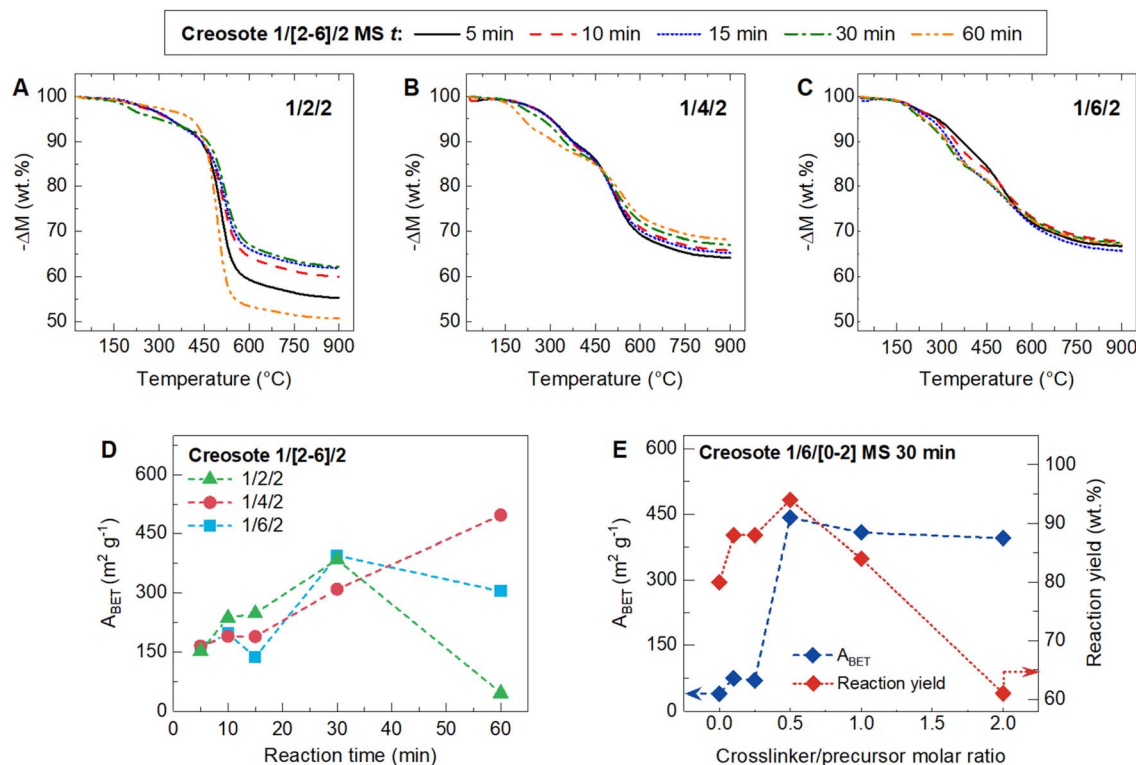 Creosote 1/[2-6]/2 MS t: 5 min 10 min 15 min 30 min 60 min
A
1/2/2
100
90
80
70
60
50
-ΔM (wt.%)
0 150 300 450 600 750 900
Temperature (°C)
B
1/4/2
100
90
80
70
60
50
-ΔM (wt.%)
0 150 300 450 600 750 900
Temperature (°C)
C
1/6/2
100
90
80
70
60
50
-ΔM (wt.%)
0 150 300 450 600 750 900
Temperature (°C)
D
Creosote 1/[2-6]/2
1/2/2
1/4/2
1/6/2
600
450
300
150
0
A_BET (m² g⁻¹)
0 10 20 30 40 50 60
Reaction time (min)
E
Creosote 1/6/[0-2] MS 30 min
600
450
300
150
0
A_BET (m² g⁻¹)
A_BET
Reaction yield
100
90
80
70
60
Reaction yield (wt.%)
0.0 0.5 1.0 1.5 2.0
Crosslinker/precursor molar ratio